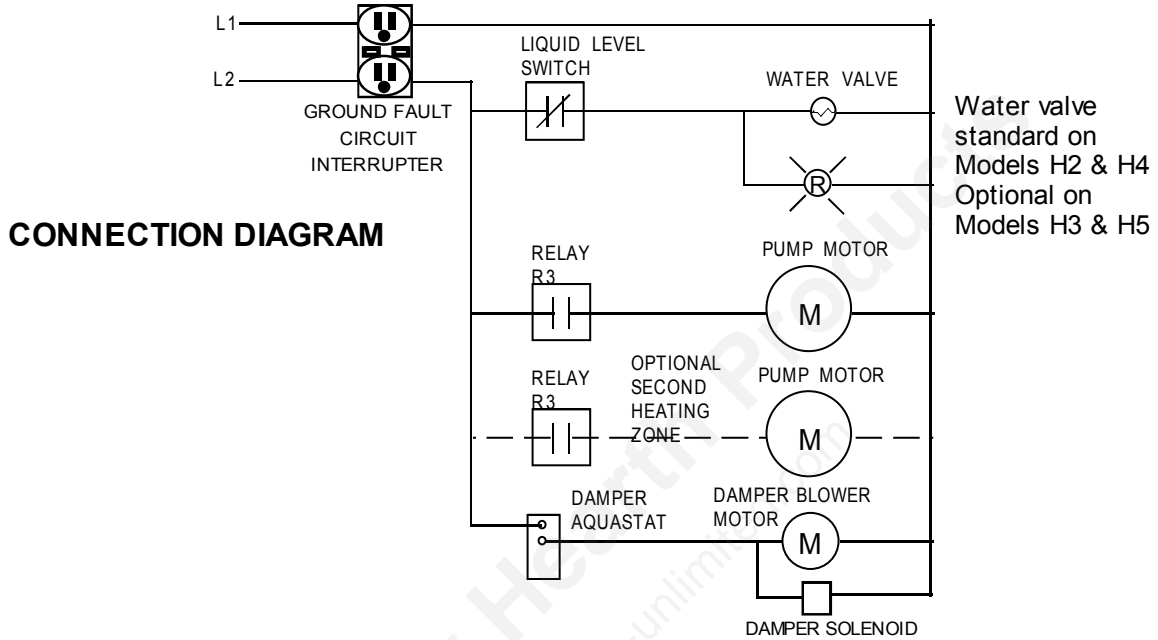 L1
L2
GROUND FAULT
CIRCUIT
INTERRUPTER
CONNECTION DIAGRAM
LIQUID LEVEL
SWITCH
WATER VALVE
R
Water valve
standard on
Models H2 & H4
Optional on
Models H3 & H5
RELAY
R3
PUMP MOTOR
M
RELAY
R3
OPTIONAL
SECOND
HEATING
ZONE
PUMP MOTOR
M
DAMPER
AQUASTAT
DAMPER BLOWER
MOTOR
M
DAMPER SOLENOID
Hearth Products